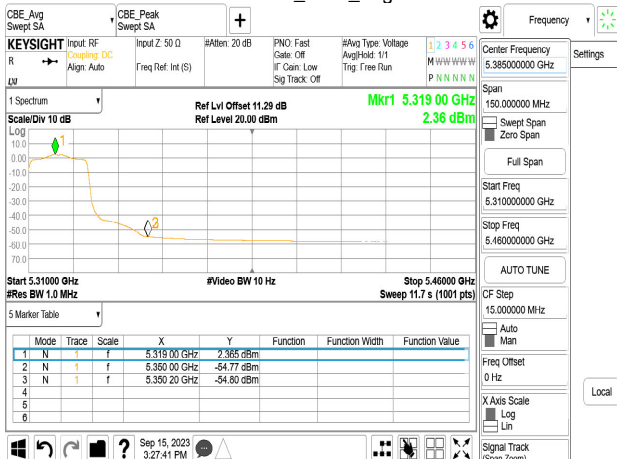 CBE_Avg
Swept SA
CBE_Peak
Swept SA
+
Frequency
Settings
KEYSIGHT
R
LXI
Input: RF
Coupling: DC
Align: Auto
Input Z: 50 Ω
Freq Ref: Int (S)
#Atten: 20 dB
PNO: Fast
Gate: Off
IF Gain: Low
Sig Track: Off
#Avg Type: Voltage
Avg|Hold: 1/1
Trig: Free Run
1 2 3 4 5 6
M W W W W W
P N N N N N
1 Spectrum
Scale/Div 10 dB
Ref Lvl Offset 11.29 dB
Ref Level 20.00 dBm
Mkr1 5.319 00 GHz
2.36 dBm
Log
10.0
0.00
-10.0
-20.0
-30.0
-40.0
-50.0
-60.0
70.0
1
2
Start 5.31000 GHz
#Res BW 1.0 MHz
#Video BW 10 Hz
Stop 5.46000 GHz
Sweep 11.7 s (1001 pts)
5 Marker Table
Mode Trace Scale X Y Function Function Width Function Value
1 N 1 f 5.319 00 GHz 2.365 dBm
2 N 1 f 5.350 00 GHz -54.77 dBm
3 N 1 f 5.350 20 GHz -54.80 dBm
4
5
6
Sep 15, 2023
3:27:41 PM
?
Center Frequency
5.385000000 GHz
Span
150.000000 MHz
Swept Span
Zero Span
Full Span
Start Freq
5.310000000 GHz
Stop Freq
5.460000000 GHz
AUTO TUNE
CF Step
15.000000 MHz
Auto
Man
Freq Offset
0 Hz
X Axis Scale
Log
Lin
Signal Track
(Span Zoom)
Local